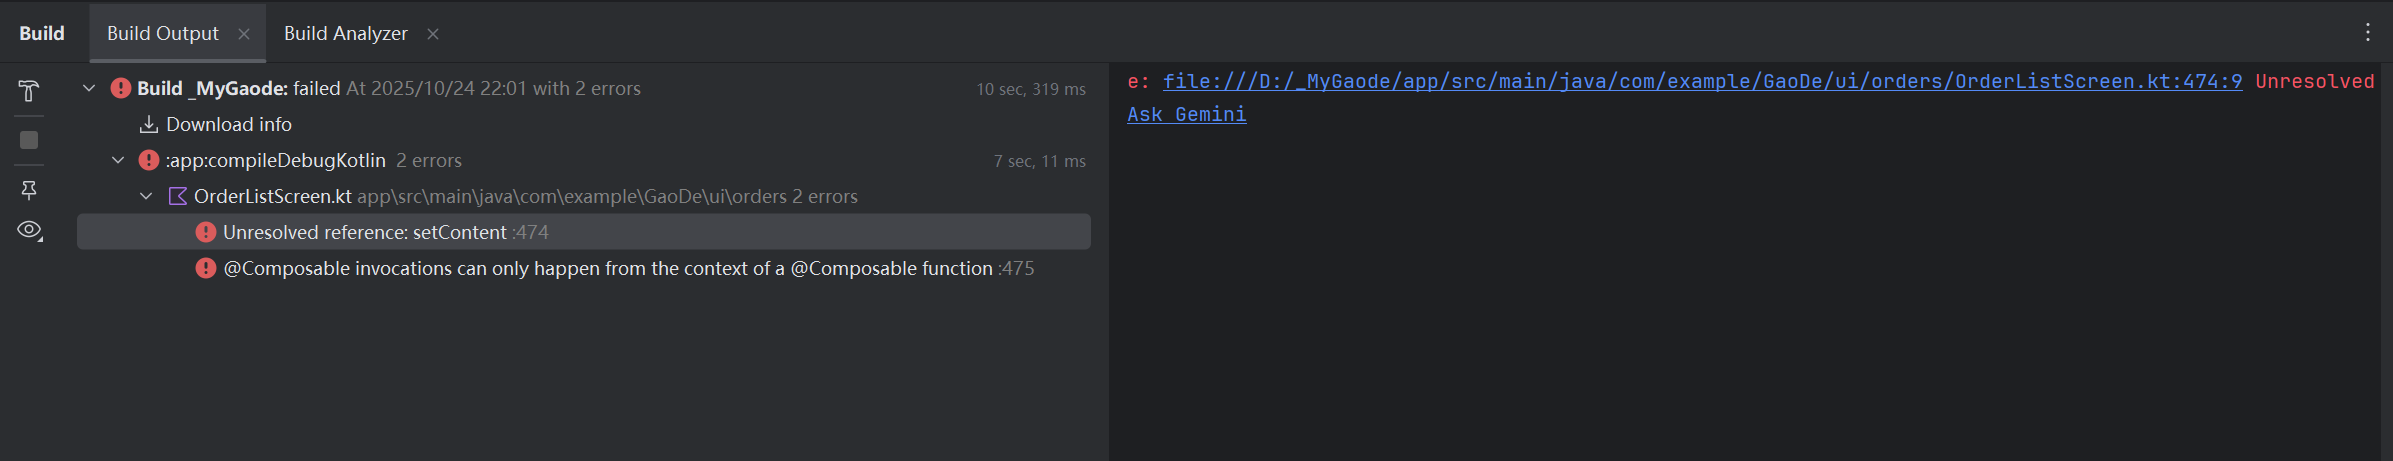 Build Build Output Build Analyzer
Build _MyGaode: failed At 2025/10/24 22:01 with 2 errors 10 sec, 319 ms
Download info
:app:compileDebugKotlin 2 errors 7 sec, 11 ms
OrderListScreen.kt app\src\main\java\com\example\GaoDe\ui\orders 2 errors
Unresolved reference: setContent :474
@Composable invocations can only happen from the context of a @Composable function :475
e: file:///D:/_MyGaode/app/src/main/java/com/example/GaoDe/ui/orders/OrderListScreen.kt:474:9 Unresolved
Ask Gemini